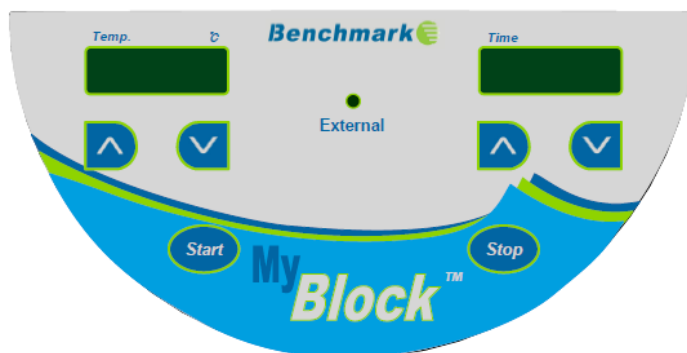 Temp. ℃
Benchmark
Time
External
Start
Stop
My
Block™